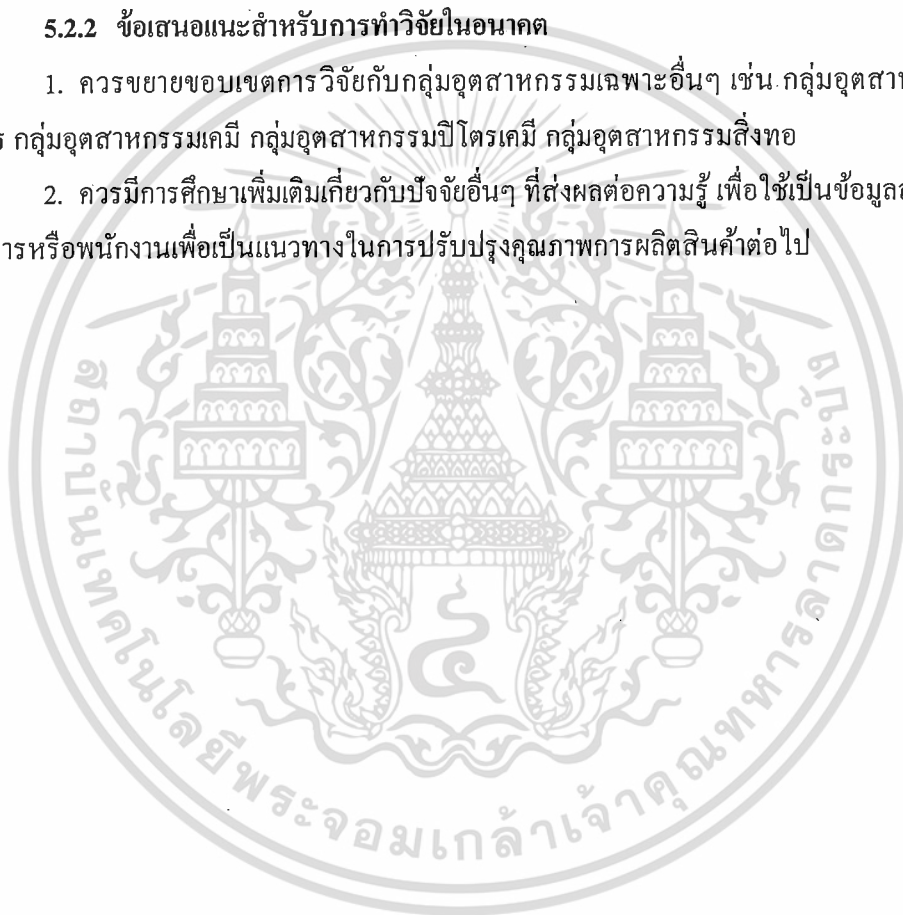 5.2.2 ข้อเสนอแนะสำหรับการทำวิจัยในอนาคต
1. ควรขยายขอบเขตการวิจัยกับกลุ่มอุตสาหกรรมเฉพาะอื่นๆ เช่น กลุ่มอุตสาห
ร กลุ่มอุตสาหกรรมเคมี กลุ่มอุตสาหกรรมปิโตรเคมี กลุ่มอุตสาหกรรมสิ่งทอ
2. ควรมีการศึกษาเพิ่มเติมเกี่ยวกับปัจจัยอื่นๆ ที่ส่งผลต่อความรู้ เพื่อใช้เป็นข้อมูล
ารหรือพนักงานเพื่อเป็นแนวทางในการปรับปรุงคุณภาพการผลิตสินค้าต่อไป
สถาบันเทคโนโลยีพระจอมเกล้าเจ้าคุณทหารลาดกระบัง